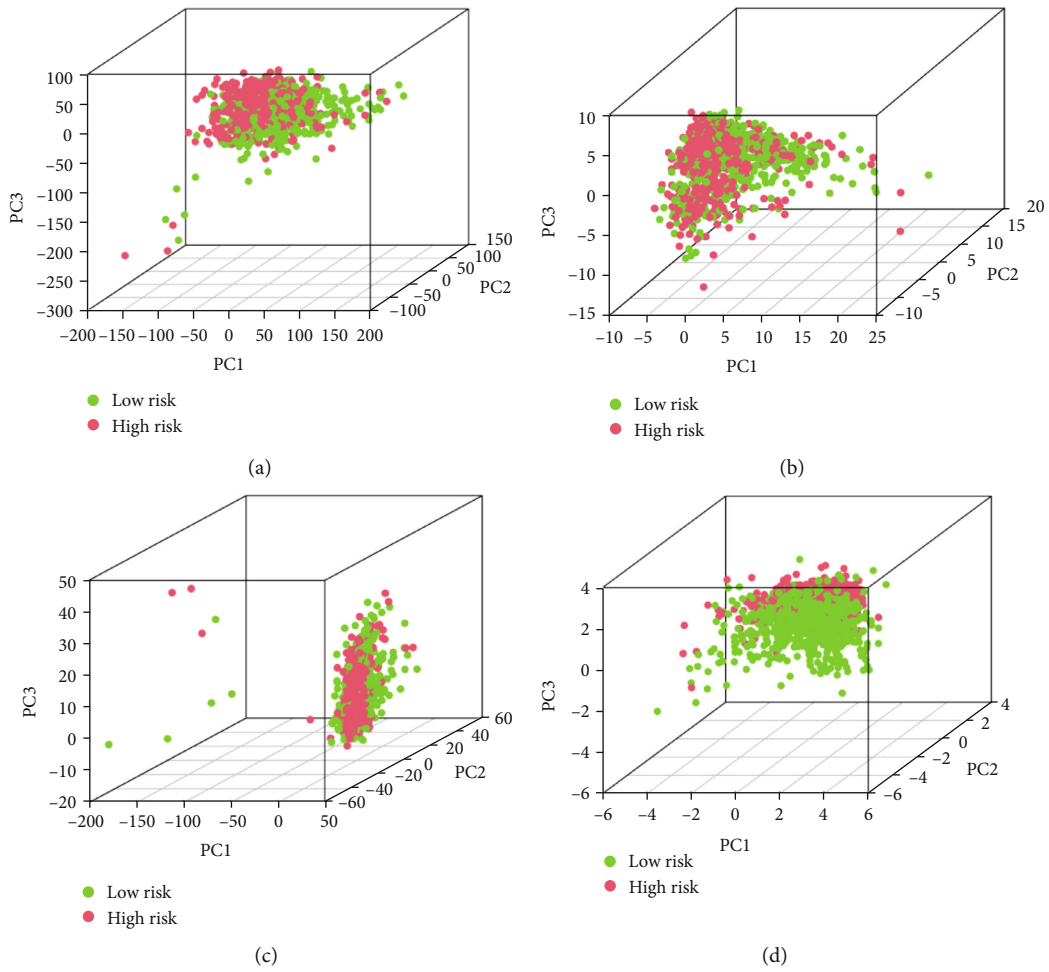 100
50
0
−50
−100
−150
−200
−250
−300
PC3
−200 −150 −100 −50 0 50 100 150 200
PC1
−100
−50
0
50
100
150
PC2
Low risk
High risk
(a)
10
5
0
−5
−10
−15
PC3
−10 −5 0 5 10 15 20 25
PC1
−10
−5
0
5
10
15
20
PC2
Low risk
High risk
(b)
50
40
30
20
10
0
−10
−20
PC3
−200 −150 −100 −50 0 50
PC1
−60
−40
−20
0
20
40
60
PC2
Low risk
High risk
(c)
4
2
0
−2
−4
−6
PC3
−6 −4 −2 0 2 4 6
PC1
−6
−4
−2
0
2
4
PC2
Low risk
High risk
(d)